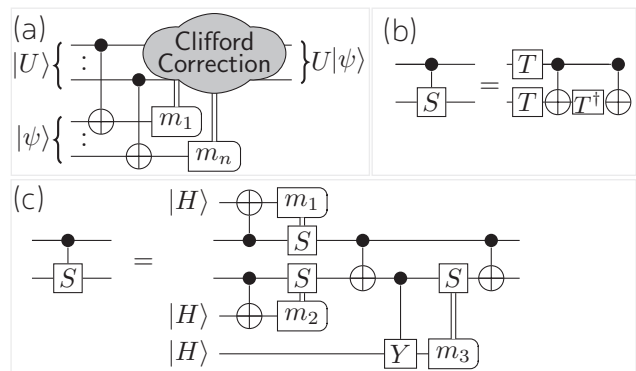 (a)
|U⟩ { : Clifford Correction } U|ψ⟩
|ψ⟩ { : m₁
mₙ
(b)
S = T T T†
(c)
|H⟩ m₁
S
S = S S
|H⟩ m₂
|H⟩ Y m₃